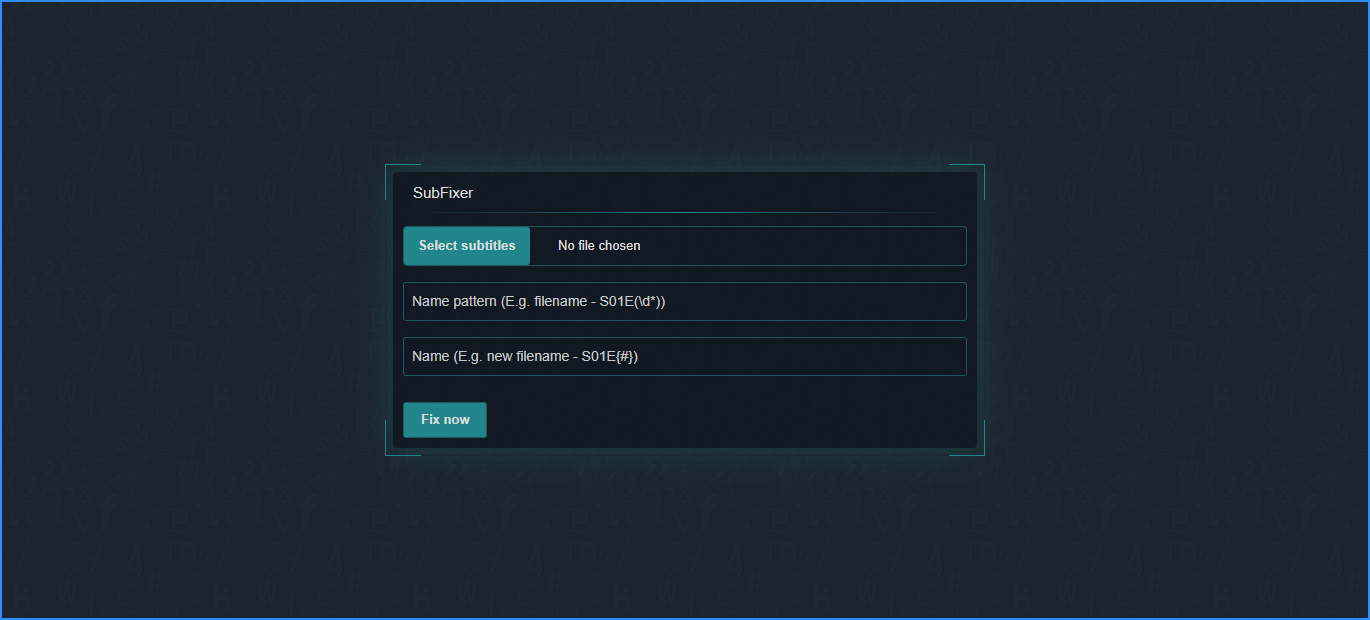 SubFixer
Select subtitles No file chosen
Name pattern (E.g. filename - S01E(\d*))
Name (E.g. new filename - S01E{#})
Fix now